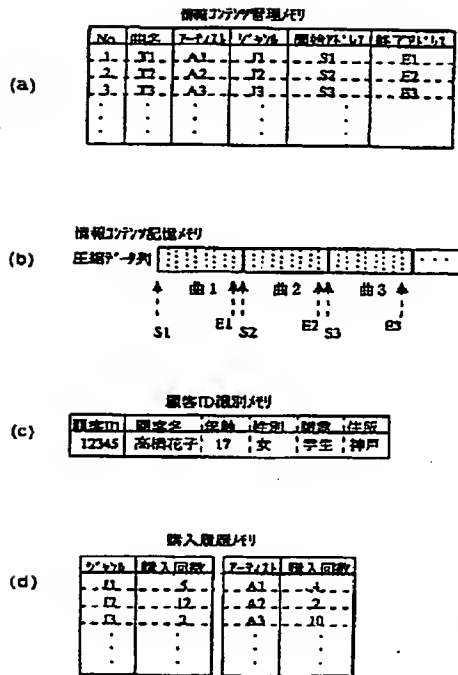 情報コンテンツ管理メモリ
(a)
No 曲名 アーティスト ジャンル 開始アドレス 終了アドレス
1 T1 A1 J1 S1 E1
2 T2 A2 J2 S2 E2
3 T3 A3 J3 S3 E3
情報コンテンツ記憶メモリ
(b) 圧縮データ列
曲1 曲2 曲3
S1 E1 S2 E2 S3 E3
顧客ID識別メモリ
(c)
顧客ID 顧客名 年齢 性別 職業 住所
12345 高橋花子 17 女 学生 神戸
購入履歴メモリ
(d)
ジャンル 購入回数 アーティスト 購入回数
J1 5 A1 4
J2 12 A2 2
J3 A3 10